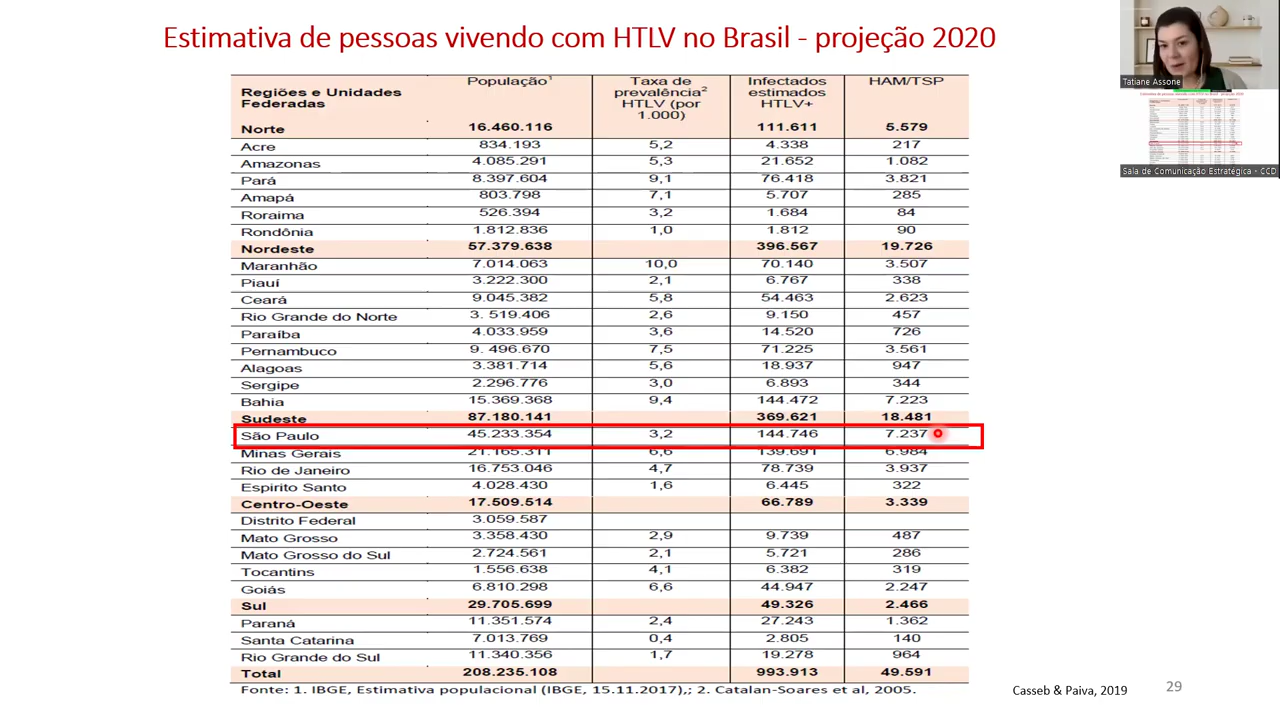 Estimativa de pessoas vivendo com HTLV no Brasil - projeção 2020
Regiões e Unidades Federadas População¹ Taxa de prevalência² HTLV (por 1.000) Infectados estimados HTLV+ HAM/TSP
Norte 16.460.116 111.611 5.579
Acre 834.193 5,2 4.338 217
Amazonas 4.085.291 5,3 21.652 1.082
Pará 8.397.604 9,1 76.418 3.821
Amapá 803.798 7,1 5.707 285
Roraima 526.394 3,2 1.684 84
Rondônia 1.812.836 1,0 1.812 90
Nordeste 57.379.638 396.567 19.726
Maranhão 7.014.063 10,0 70.140 3.507
Piauí 3.222.300 2,1 6.767 338
Ceará 9.045.382 5,8 54.463 2.623
Rio Grande do Norte 3. 519.406 2,6 9.150 457
Paraíba 4.033.959 3,6 14.520 726
Pernambuco 9. 496.670 7,5 71.225 3.561
Alagoas 3.381.714 5,6 18.937 947
Sergipe 2.296.776 3,0 6.893 344
Bahia 15.369.368 9,4 144.472 7.223
Sudeste 87.180.141 369.621 18.481
São Paulo 45.233.354 3,2 144.746 7.237
Minas Gerais 21.165.311 6,6 139.691 6.984
Rio de Janeiro 16.753.046 4,7 78.739 3.937
Espirito Santo 4.028.430 1,6 6.445 322
Centro-Oeste 17.509.514 66.789 3.339
Distrito Federal 3.059.587
Mato Grosso 3.358.430 2,9 9.739 487
Mato Grosso do Sul 2.724.561 2,1 5.721 286
Tocantins 1.556.638 4,1 6.382 319
Goiás 6.810.298 6,6 44.947 2.247
Sul 29.705.699 49.326 2.466
Paraná 11.351.574 2,4 27.243 1.362
Santa Catarina 7.013.769 0,4 2.805 140
Rio Grande do Sul 11.340.356 1,7 19.278 964
Total 208.235.108 993.913 49.591
Fonte: 1. IBGE, Estimativa populacional (IBGE, 15.11.2017),; 2. Catalan-Soares et al, 2005.
Casseb & Paiva, 2019
29
Tatiane Assone
Estimativa de pessoas vivendo com HTLV no Brasil - projeção 2020
Sala de Comunicação Estratégica - CCD